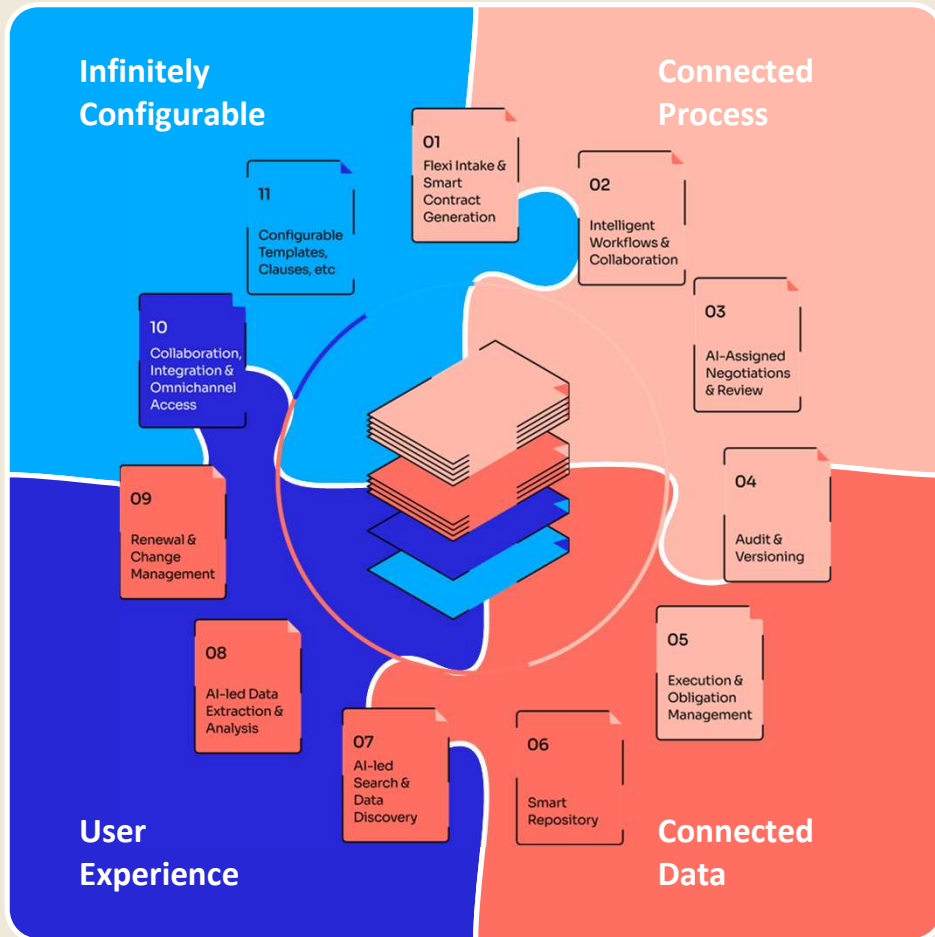 Infinitely
Configurable
Connected
Process
01
Flexi Intake &
Smart
Contract
Generation
02
Intelligent
Workflows &
Collaboration
03
AI-Assigned
Negotiations
& Review
04
Audit &
Versioning
05
Execution &
Obligation
Management
06
Smart
Repository
07
AI-led
Search &
Data
Discovery
08
AI-led Data
Extraction &
Analysis
09
Renewal &
Change
Management
10
Collaboration,
Integration &
Omnichannel
Access
11
Configurable
Templates,
Clauses, etc
User
Experience
Connected
Data